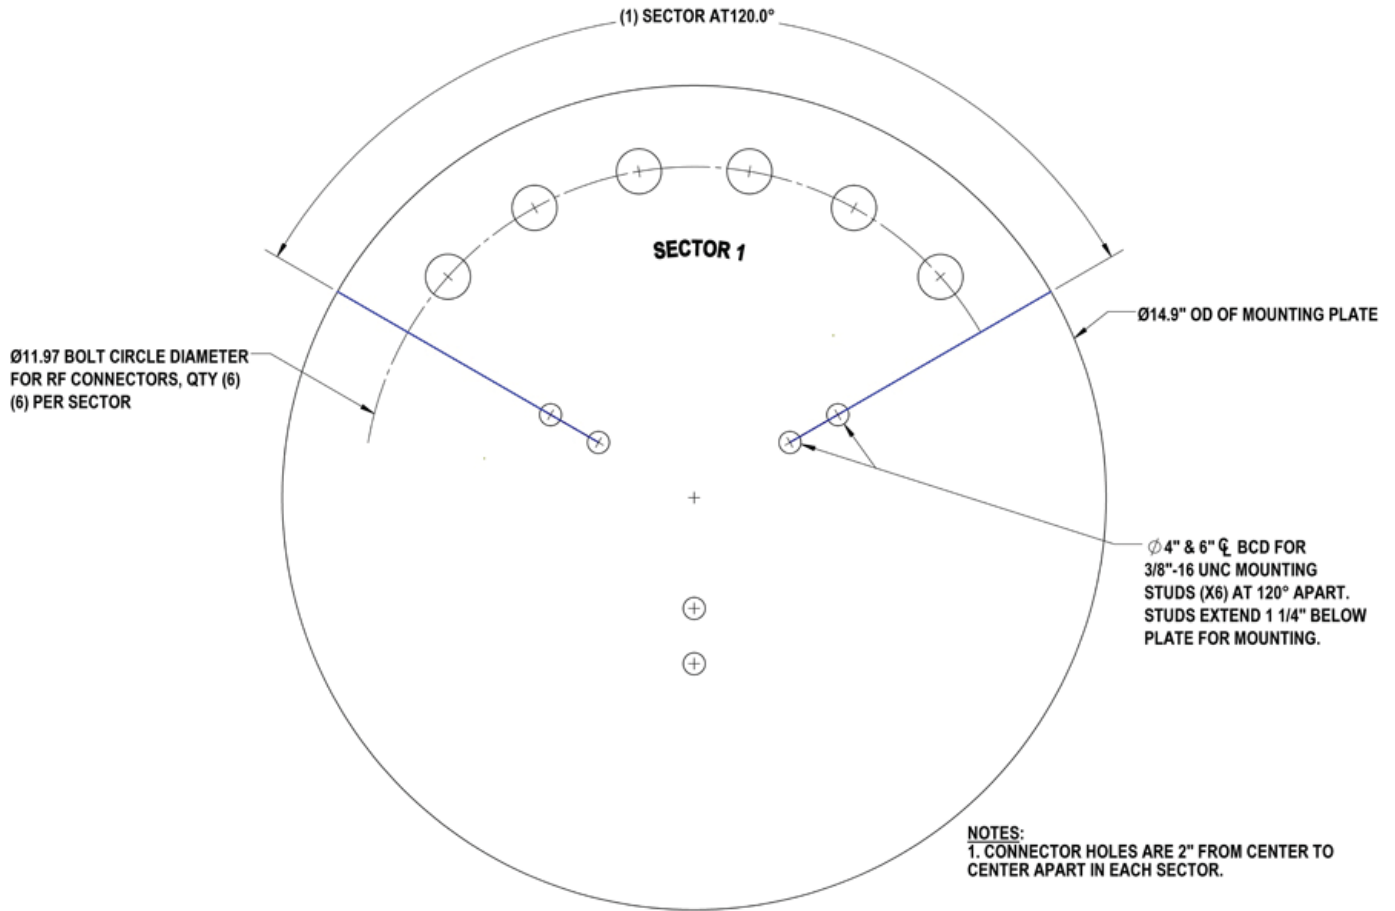 (1) SECTOR AT120.0°
SECTOR 1
Ø14.9" OD OF MOUNTING PLATE
Ø11.97 BOLT CIRCLE DIAMETER
FOR RF CONNECTORS, QTY (6)
(6) PER SECTOR
∅4" & 6" ℄ BCD FOR
3/8"-16 UNC MOUNTING
STUDS (X6) AT 120° APART.
STUDS EXTEND 1 1/4" BELOW
PLATE FOR MOUNTING.
NOTES:
1. CONNECTOR HOLES ARE 2" FROM CENTER TO
CENTER APART IN EACH SECTOR.